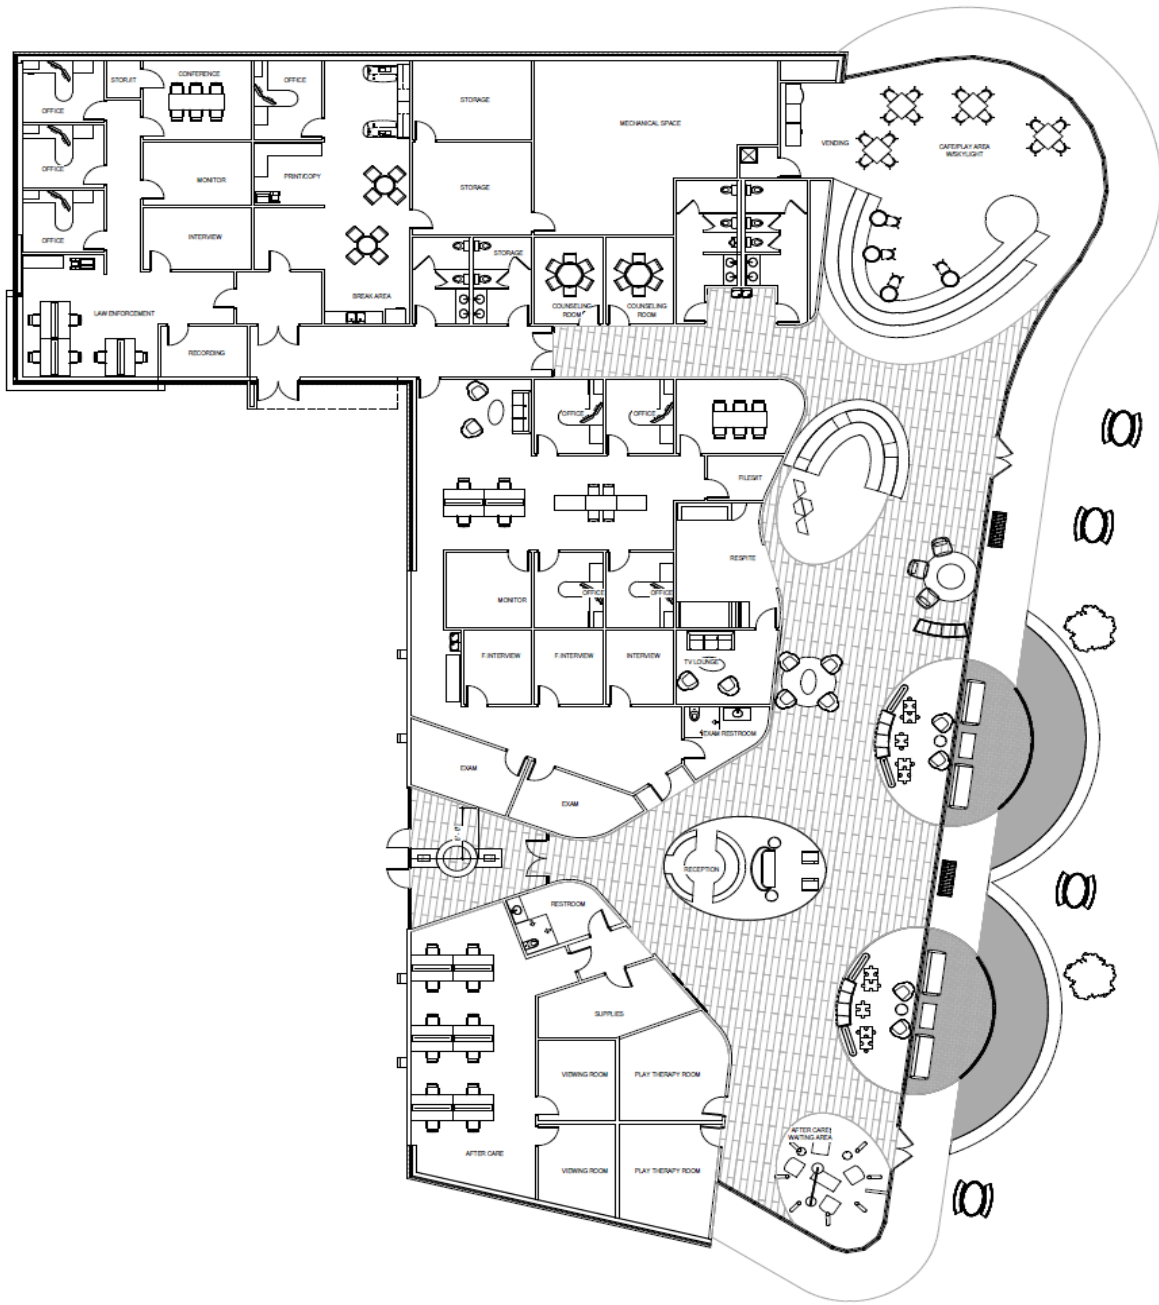 STOR./IT
CONFERENCE
OFFICE
OFFICE
STORAGE
MECHANICAL SPACE
VENDING
CAFE/PLAY AREA
W/SKYLIGHT
OFFICE
MONITOR
PRINT/COPY
STORAGE
OFFICE
INTERVIEW
STORAGE
BREAK AREA
COUNSELING
ROOM
COUNSELING
ROOM
LAW ENFORCEMENT
RECORDING
OFFICE
OFFICE
FILES/IT
RESPITE
MONITOR
OFFICE
OFFICE
F. INTERVIEW
F. INTERVIEW
INTERVIEW
TV LOUNGE
EXAM RESTROOM
EXAM
EXAM
RECEPTION
RESTROOM
SUPPLIES
VIEWING ROOM
PLAY THERAPY ROOM
AFTER CARE
WAITING AREA
AFTER CARE
VIEWING ROOM
PLAY THERAPY ROOM